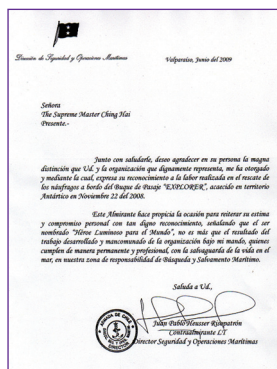 Dirección de Seguridad y Operaciones Marítimas
Valparaíso, Junio del 2009
Señora
The Supreme Master Ching Hai
Presente.-
Junto con saludarle, deseo agradecer en su persona la magna
distinción que Ud. y la organización que dignamente representa, me ha otorgado
y mediante la cual, expresa su reconocimiento a la labor realizada en el rescate de
los náufragos a bordo del Buque de Pasaje "EXPLORER", acaecido en territorio
Antártico en Noviembre 22 del 2008.
Este Almirante hace propicia la ocasión para reiterar su estima
y compromiso personal con tan digno reconocimiento, señalando que el ser
nombrado "Héroe Luminoso para el Mundo", no es más que el resultado del
trabajo desarrollado y mancomunado de la organización bajo mi mando, quienes
cumplen de manera permanente y profesional, con la salvaguarda de la vida en el
mar, en nuestra zona de responsabilidad de Búsqueda y Salvamento Marítimo.
Saluda a Ud.,
ARMADA DE CHILE
DIRECTOR
Juan Pablo Heusser Risopatrón
Contraalmirante LT
Director Seguridad y Operaciones Marítimas